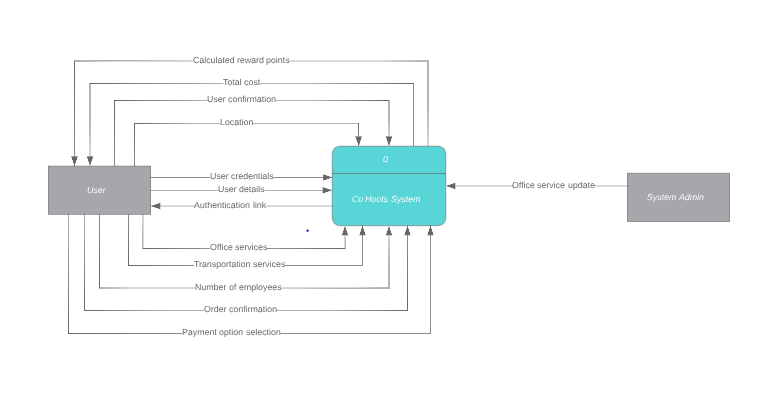 Calculated reward points
Total cost
User confirmation
Location
0
User credentials
User details
Authentication link
User
Co Hoots System
Office service update
System Admin
Office services
Transportation services
Number of employees
Order confirmation
Payment option selection